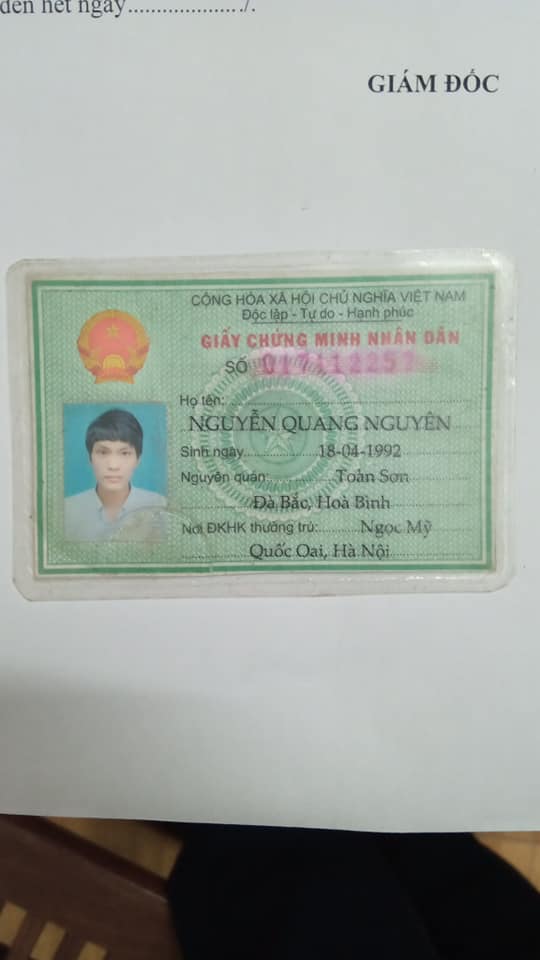 đến hết ngày..................../.
GIÁM ĐỐC
CỘNG HÒA XÃ HỘI CHỦ NGHĨA VIỆT NAM
Độc lập - Tự do - Hạnh phúc
GIẤY CHỨNG MINH NHÂN DÂN
SỐ
Họ tên:
NGUYỄN QUANG NGUYÊN
Sinh ngày 18-04-1992
Nguyên quán: Toàn Sơn
Đà Bắc, Hoà Bình
Nơi ĐKHK thường trú: Ngọc Mỹ
Quốc Oai, Hà Nội